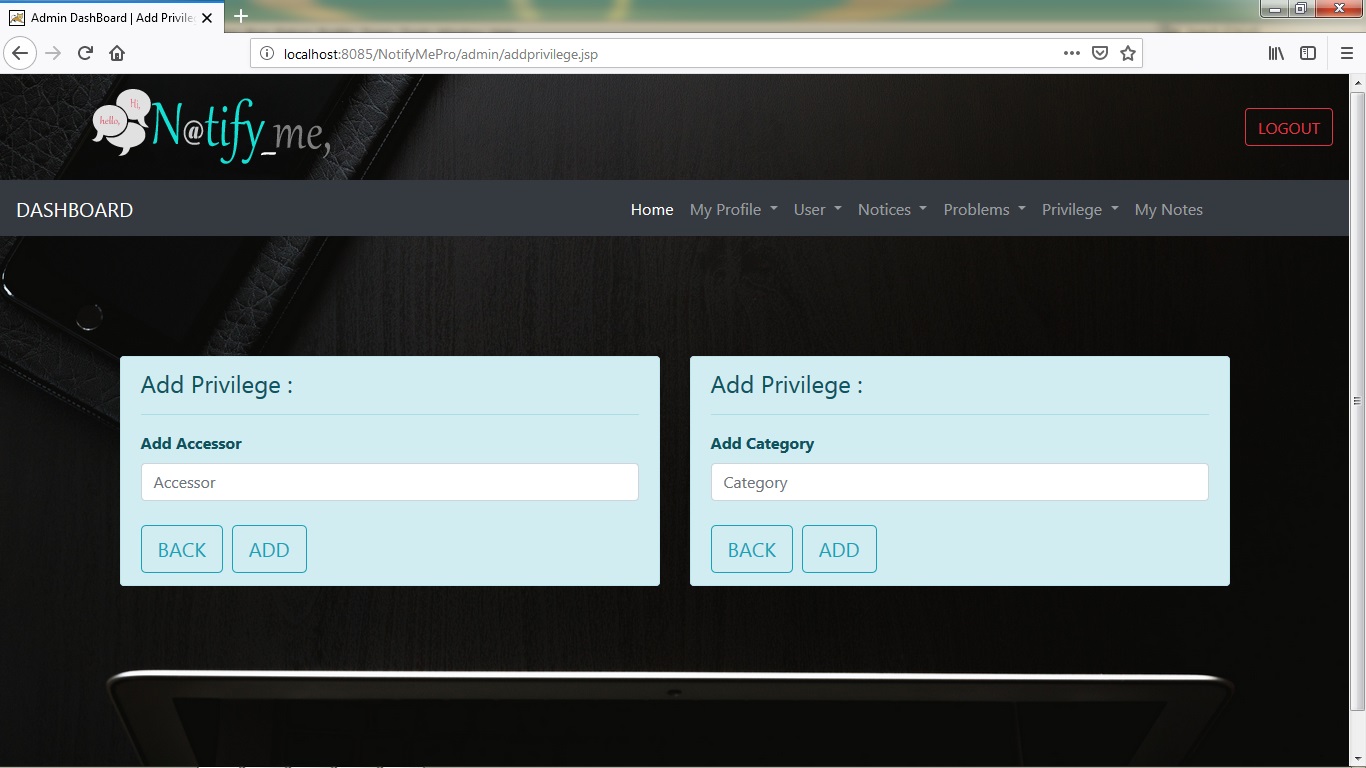 Admin DashBoard | Add Privile
localhost:8085/NotifyMePro/admin/addprivilege.jsp
Hi,
hello,
N@tify_me,
LOGOUT
DASHBOARD
Home My Profile User Notices Problems Privilege My Notes
Add Privilege :
Add Accessor
Accessor
BACK ADD
Add Privilege :
Add Category
Category
BACK ADD